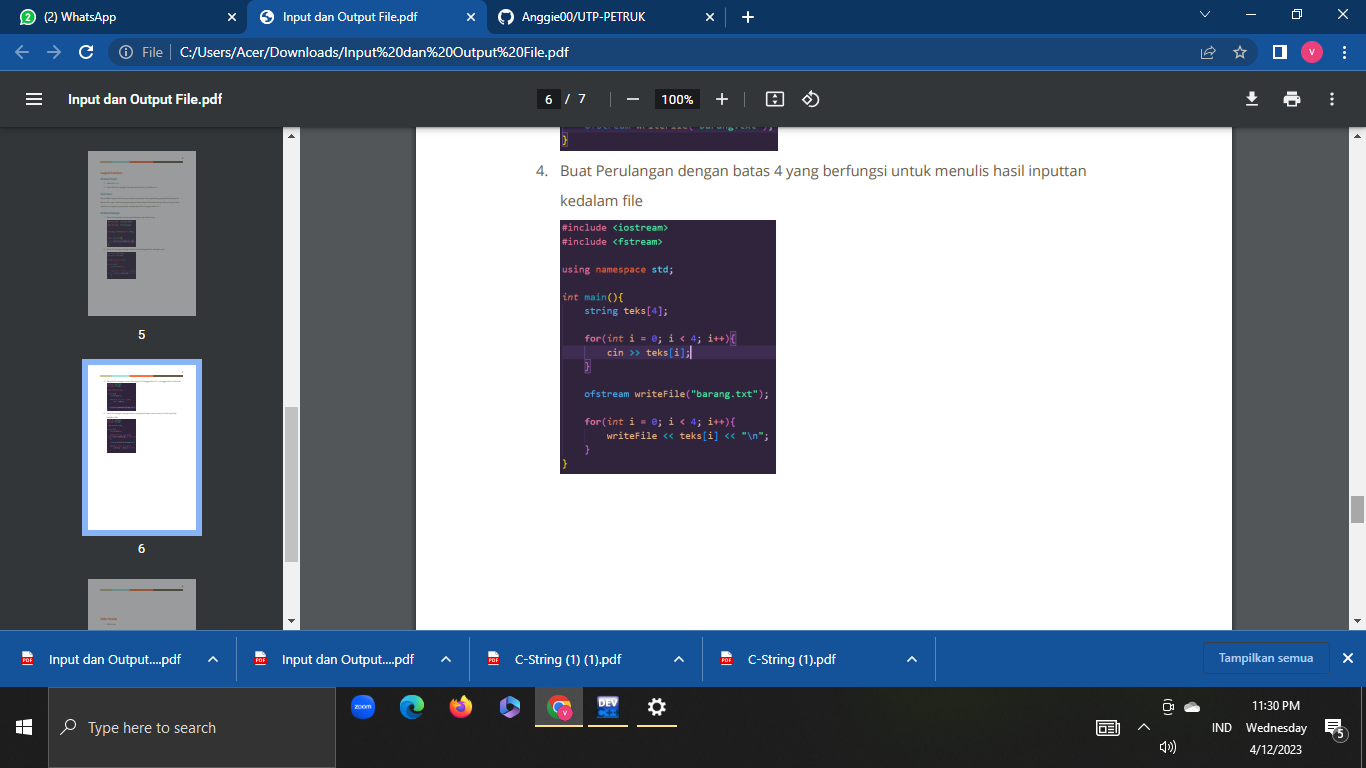 (2) WhatsApp
Input dan Output File.pdf
Anggie00/UTP-PETRUK
File
C:/Users/Acer/Downloads/Input%20dan%20Output%20File.pdf
V
Input dan Output File.pdf
6 / 7
100%
}
4. Buat Perulangan dengan batas 4 yang berfungsi untuk menulis hasil inputtan
kedalam file
#include <iostream>
#include <fstream>
using namespace std;
int main(){
string teks[4];
for(int i = 0; i < 4; i++){
cin >> teks[i];
}
ofstream writeFile("barang.txt");
for(int i = 0; i < 4; i++){
writeFile << teks[i] << "\n";
}
}
5
6
Input dan Output....pdf
Input dan Output....pdf
C-String (1) (1).pdf
C-String (1).pdf
Tampilkan semua
Type here to search
zoom
DEV
IND
11:30 PM
Wednesday
4/12/2023
5